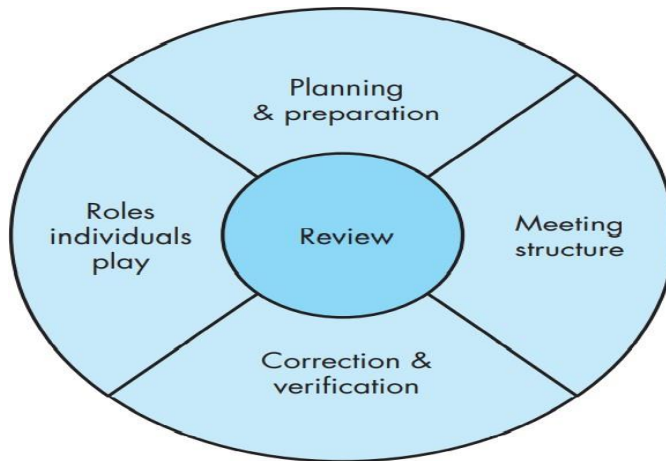 Planning
& preparation
Roles
individuals
play
Review
Meeting
structure
Correction &
verification